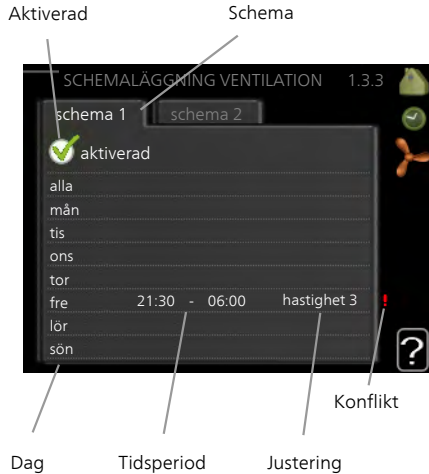 Aktiverad Schema
SCHEMALÄGGNING VENTILATION 1.3.3
schema 1 schema 2
aktiverad
alla
mån
tis
ons
tor
fre 21:30 - 06:00 hastighet 3 !
lör
sön
?
Konflikt
Dag Tidsperiod Justering